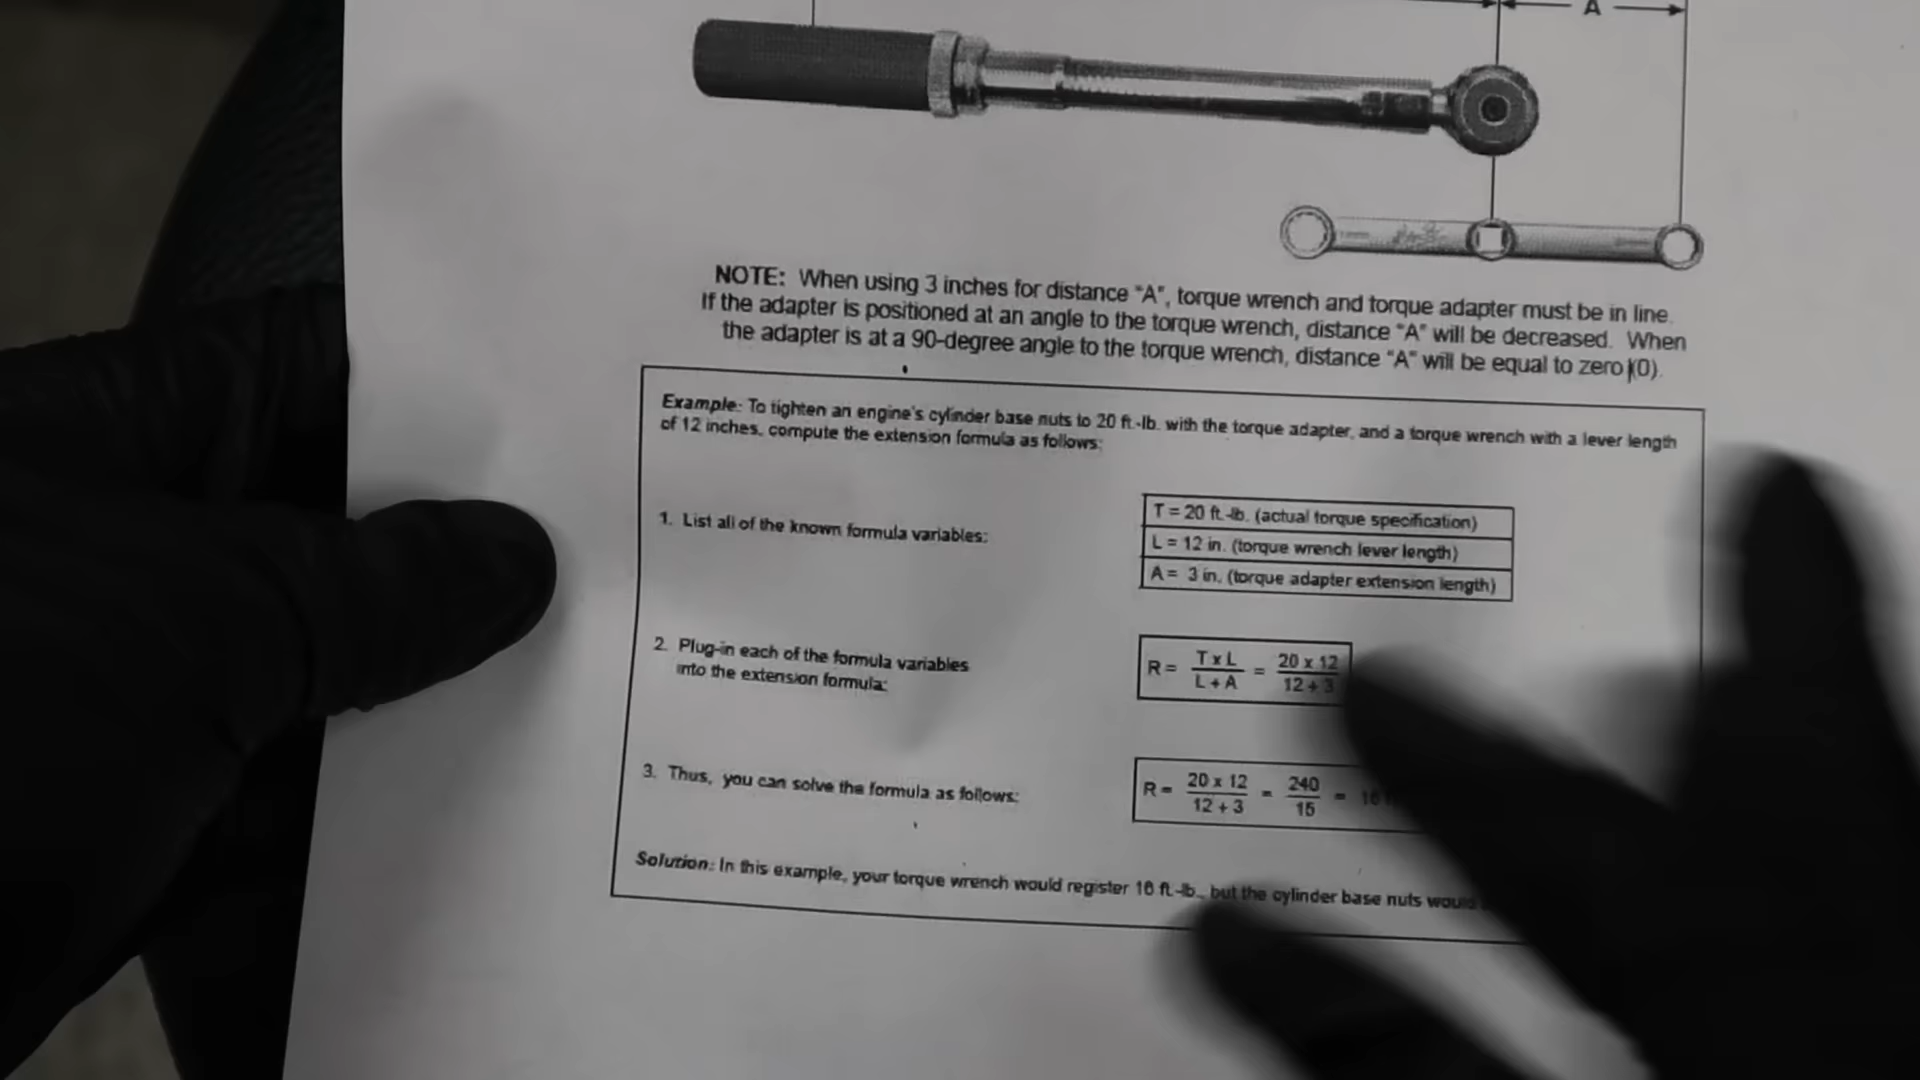 A
NOTE: When using 3 inches for distance "A", torque wrench and torque adapter must be in line.
If the adapter is positioned at an angle to the torque wrench, distance "A" will be decreased. When
the adapter is at a 90-degree angle to the torque wrench, distance "A" will be equal to zero (0).
Example: To tighten an engine's cylinder base nuts to 20 ft.-lb. with the torque adapter, and a torque wrench with a lever length
of 12 inches, compute the extension formula as follows:
1. List all of the known formula variables:
T = 20 ft.-lb. (actual torque specification)
L = 12 in. (torque wrench lever length)
A = 3 in. (torque adapter extension length)
2. Plug-in each of the formula variables
into the extension formula:
R = T x L / L + A = 20 x 12 / 12 + 3
3. Thus, you can solve the formula as follows:
R = 20 x 12 / 12 + 3 = 240 / 15 = 16
Solution: In this example, your torque wrench would register 16 ft.-lb., but the cylinder base nuts would